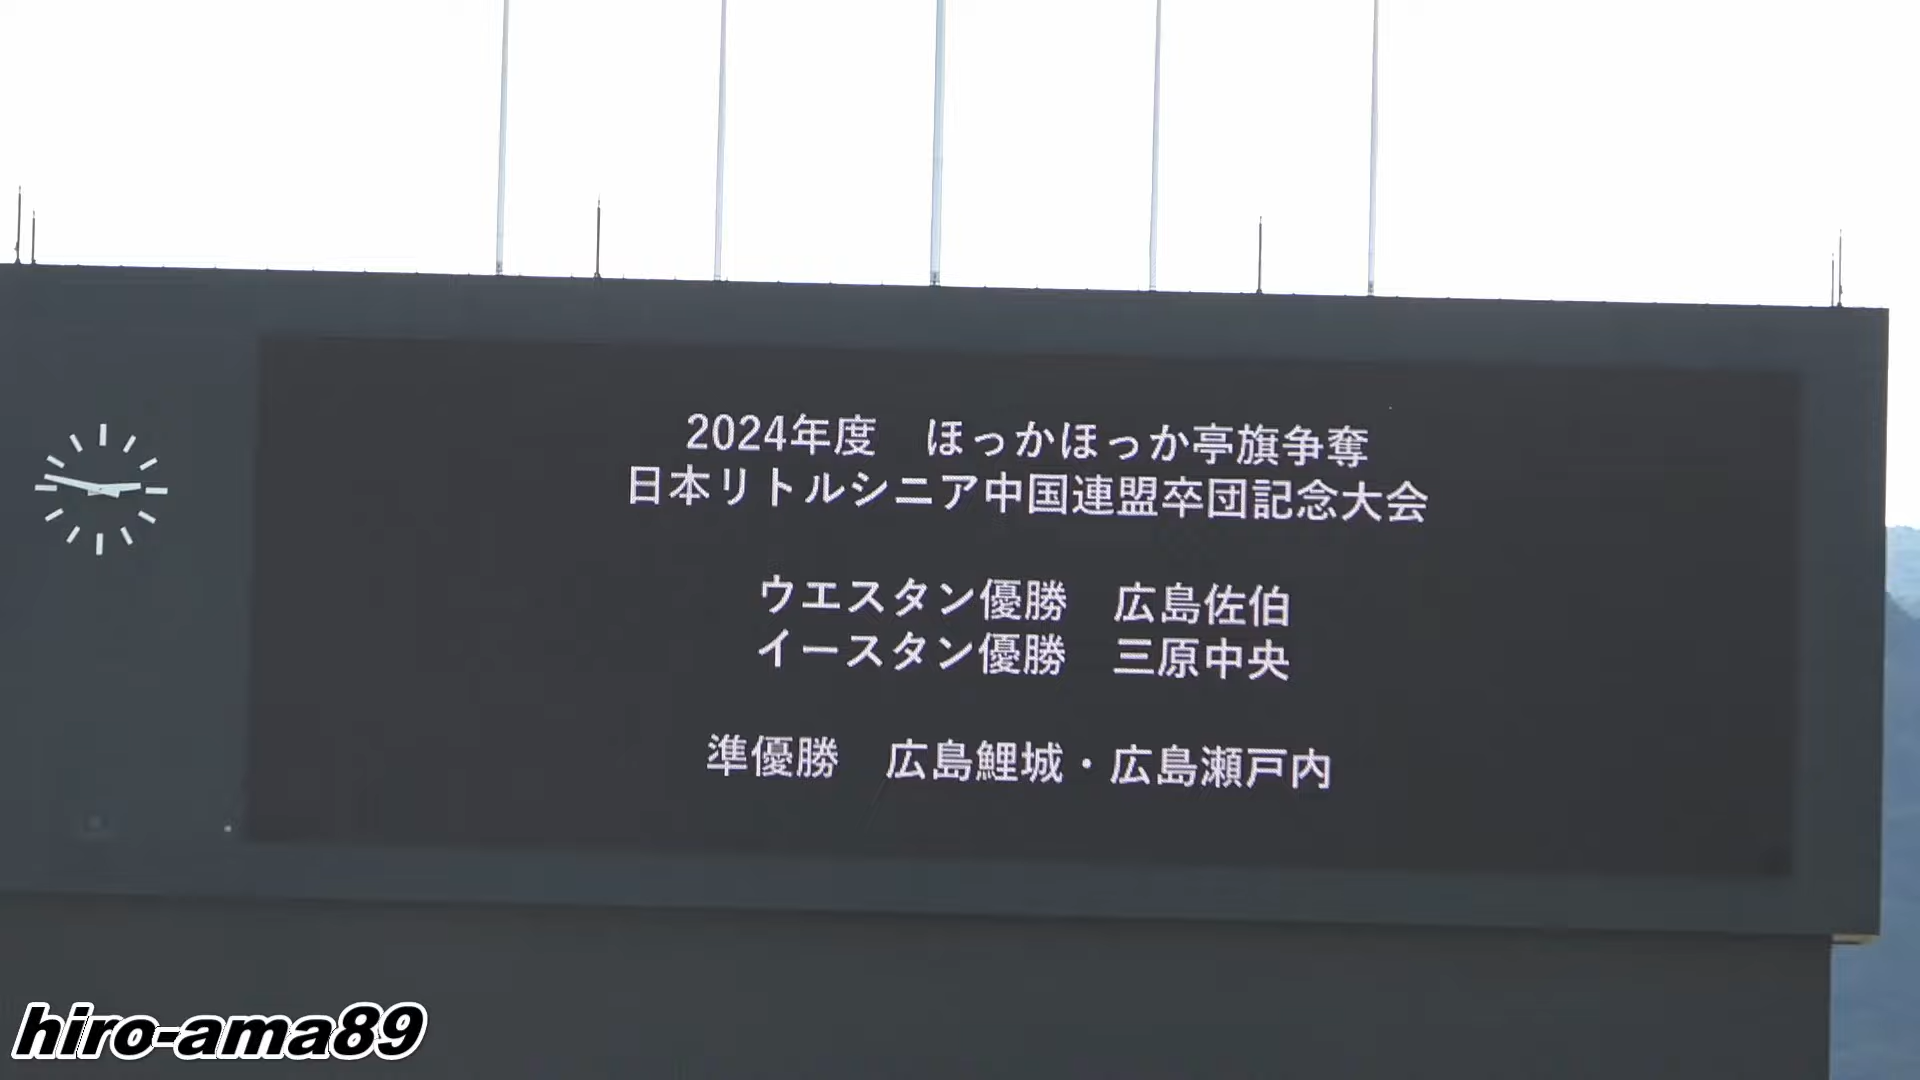 2024年度　ほっかほっか亭旗争奪
日本リトルシニア中国連盟卒団記念大会
ウエスタン優勝　広島佐伯
イースタン優勝　三原中央
準優勝　広島鯉城・広島瀬戸内
hiro-ama89